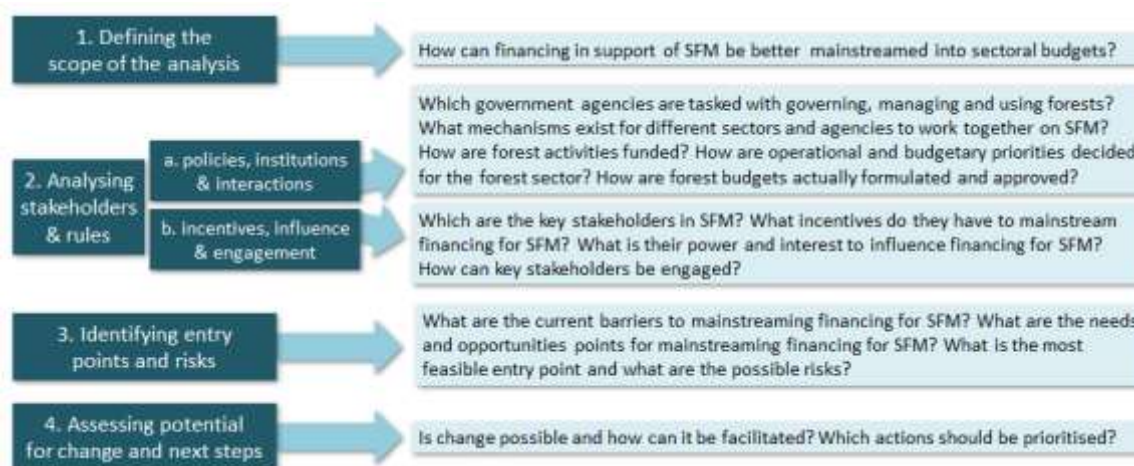 1. Defining the
scope of the analysis
How can financing in support of SFM be better mainstreamed into sectoral budgets?
2. Analysing
stakeholders
& rules
a. policies, institutions
& interactions
Which government agencies are tasked with governing, managing and using forests?
What mechanisms exist for different sectors and agencies to work together on SFM?
How are forest activities funded? How are operational and budgetary priorities decided
for the forest sector? How are forest budgets actually formulated and approved?
b. incentives, influence
& engagement
Which are the key stakeholders in SFM? What incentives do they have to mainstream
financing for SFM? What is their power and interest to influence financing for SFM?
How can key stakeholders be engaged?
3. Identifying entry
points and risks
What are the current barriers to mainstreaming financing for SFM? What are the needs
and opportunities points for mainstreaming financing for SFM? What is the most
feasible entry point and what are the possible risks?
4. Assessing potential
for change and next steps
Is change possible and how can it be facilitated? Which actions should be prioritised?